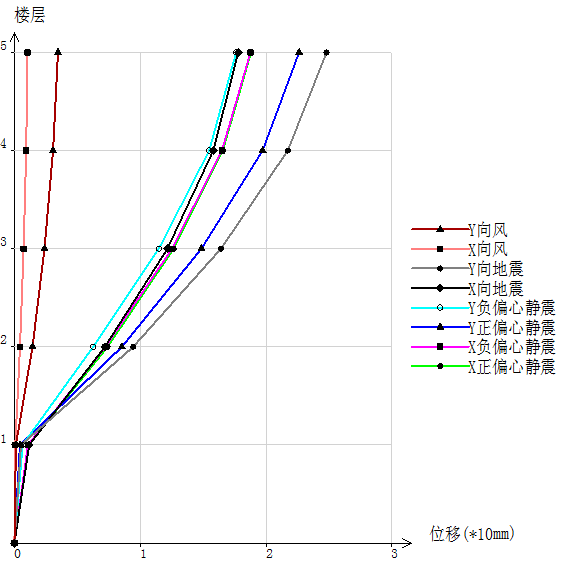 楼层
5
4
3
2
1
Y向风
X向风
Y向地震
X向地震
Y负偏心静震
Y正偏心静震
X负偏心静震
X正偏心静震
0 1 2 3
位移(*10mm)